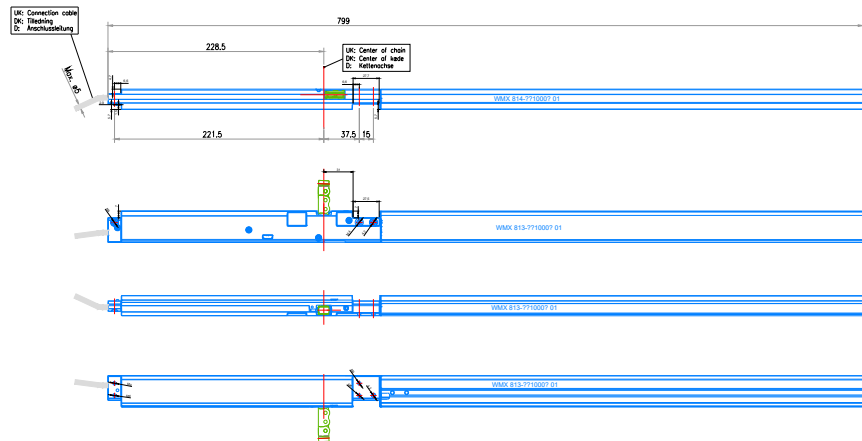 UK: Connection cable
DK: Tilledning
D: Anschlussleitung
799
228.5
UK: Center of chain
DK: Center of kæde
D: Kettenachse
Max. ø5
WMX 814-??1000? 01
221.5
37.5
15
WMX 813-??1000? 01
WMX 813-??1000? 01
WMX 813-??1000? 01